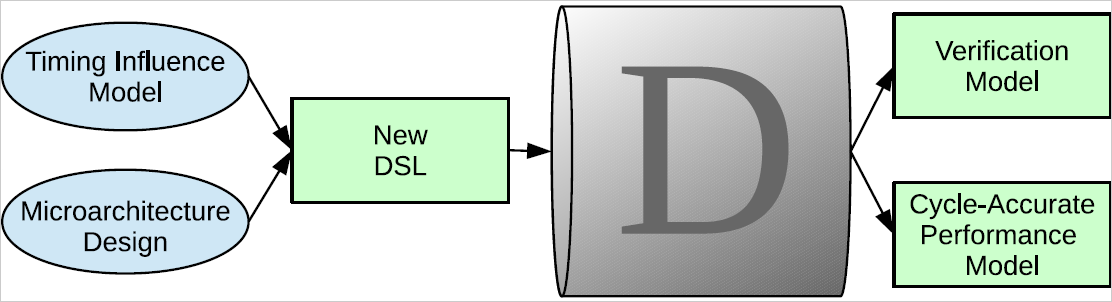 Timing Influence
Model
Microarchitecture
Design
New
DSL
D
Verification
Model
Cycle-Accurate
Performance
Model